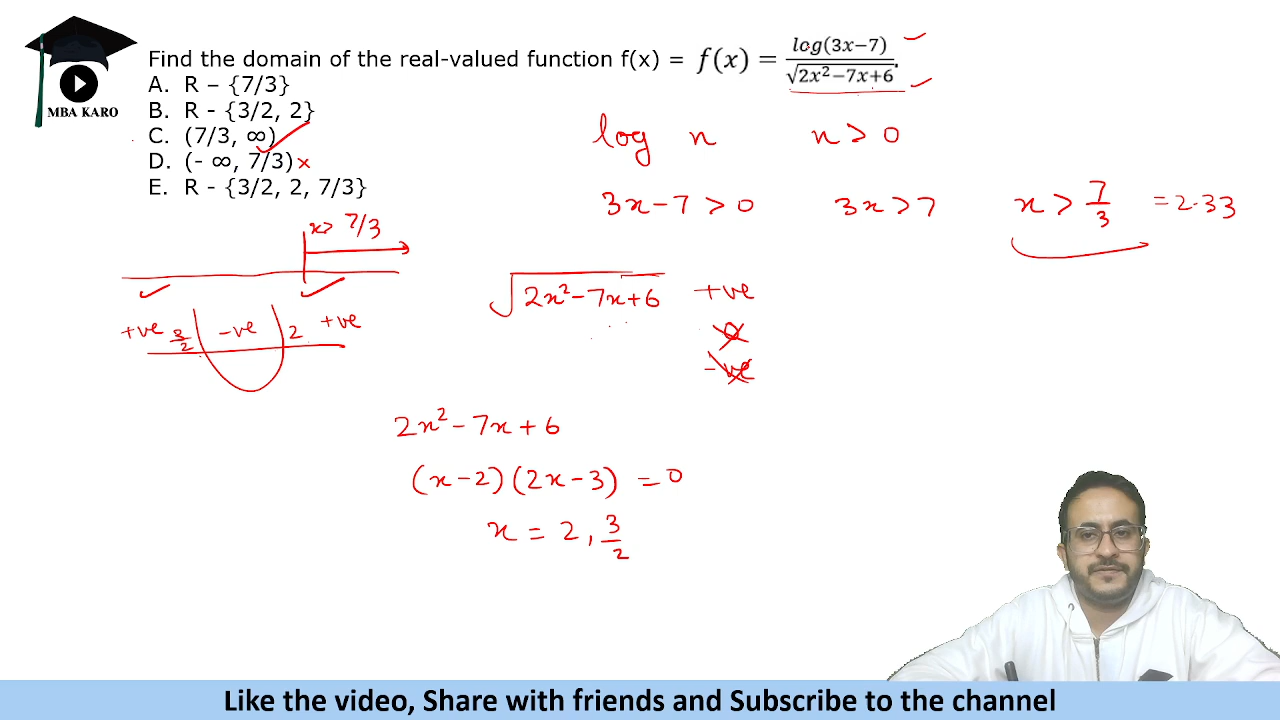 MBA KARO
Find the domain of the real-valued function f(x) = f(x) = log(3x−7)/√2x²−7x+6.
A. R – {7/3}
B. R - {3/2, 2}
C. (7/3, ∞)
D. (- ∞, 7/3) ×
E. R - {3/2, 2, 7/3}
log x x > 0
3x-7 > 0 3x > 7 x > 7/3 = 2.33
x> 7/3
√2x²-7x+6 +ve
0
-ve
+ve 3/2 -ve 2 +ve
2x² - 7x + 6
(x-2)(2x-3) = 0
x = 2, 3/2
Like the video, Share with friends and Subscribe to the channel